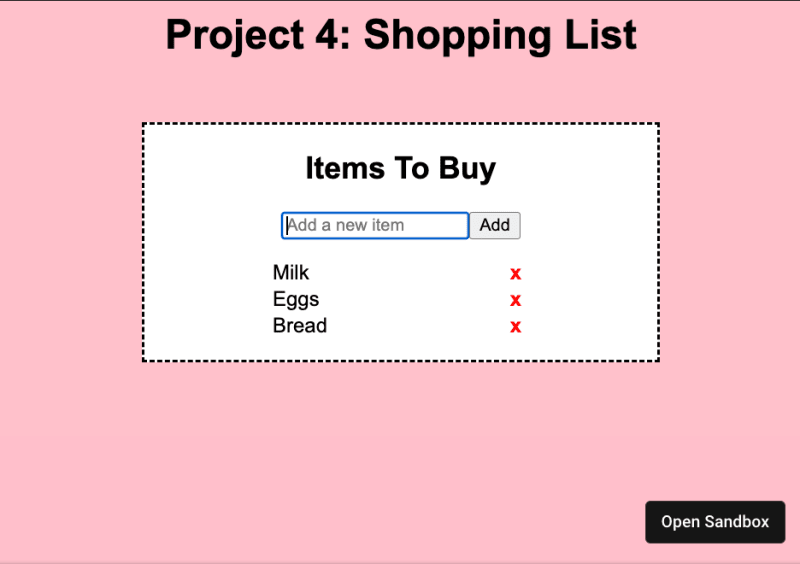 Project 4: Shopping List
Items To Buy
Add a new item Add
Milk x
Eggs x
Bread x
Open Sandbox